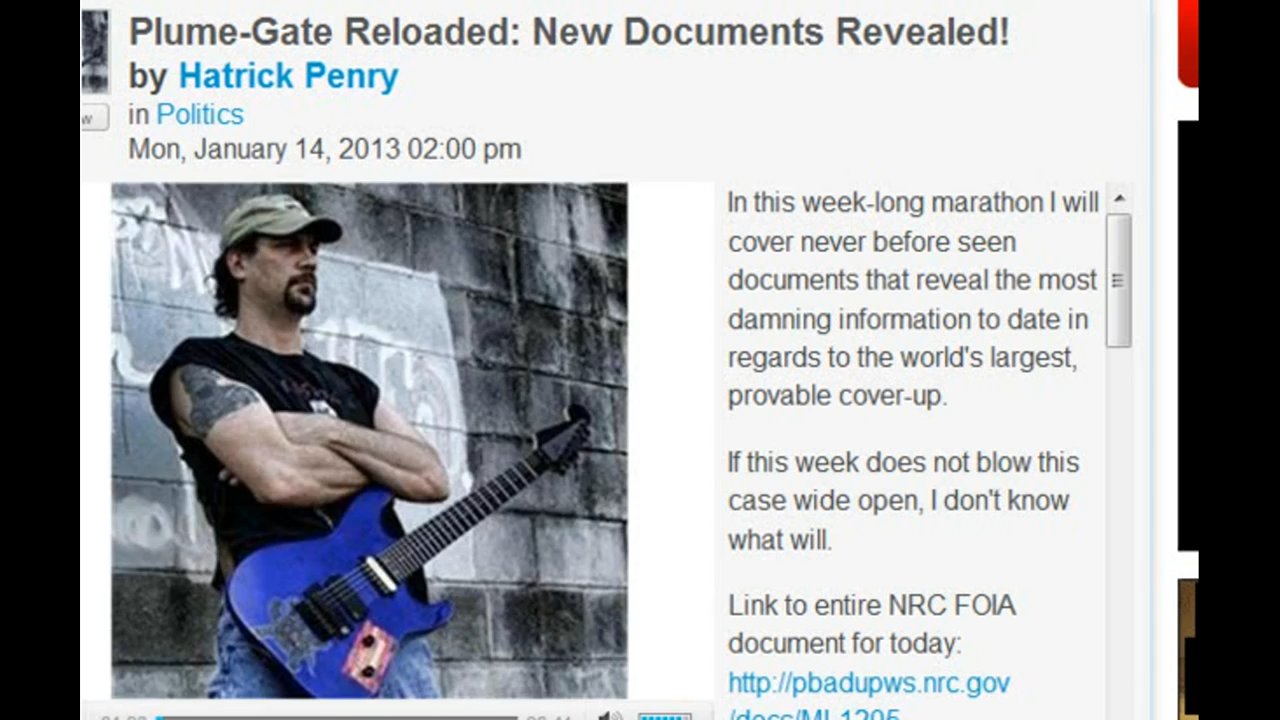 Plume-Gate Reloaded: New Documents Revealed!
by Hatrick Penry
in Politics
w
Mon, January 14, 2013 02:00 pm
In this week-long marathon I will
cover never before seen
documents that reveal the most
damning information to date in
regards to the world's largest,
provable cover-up.
If this week does not blow this
case wide open, I don't know
what will.
Link to entire NRC FOIA
document for today:
http://pbadupws.nrc.gov